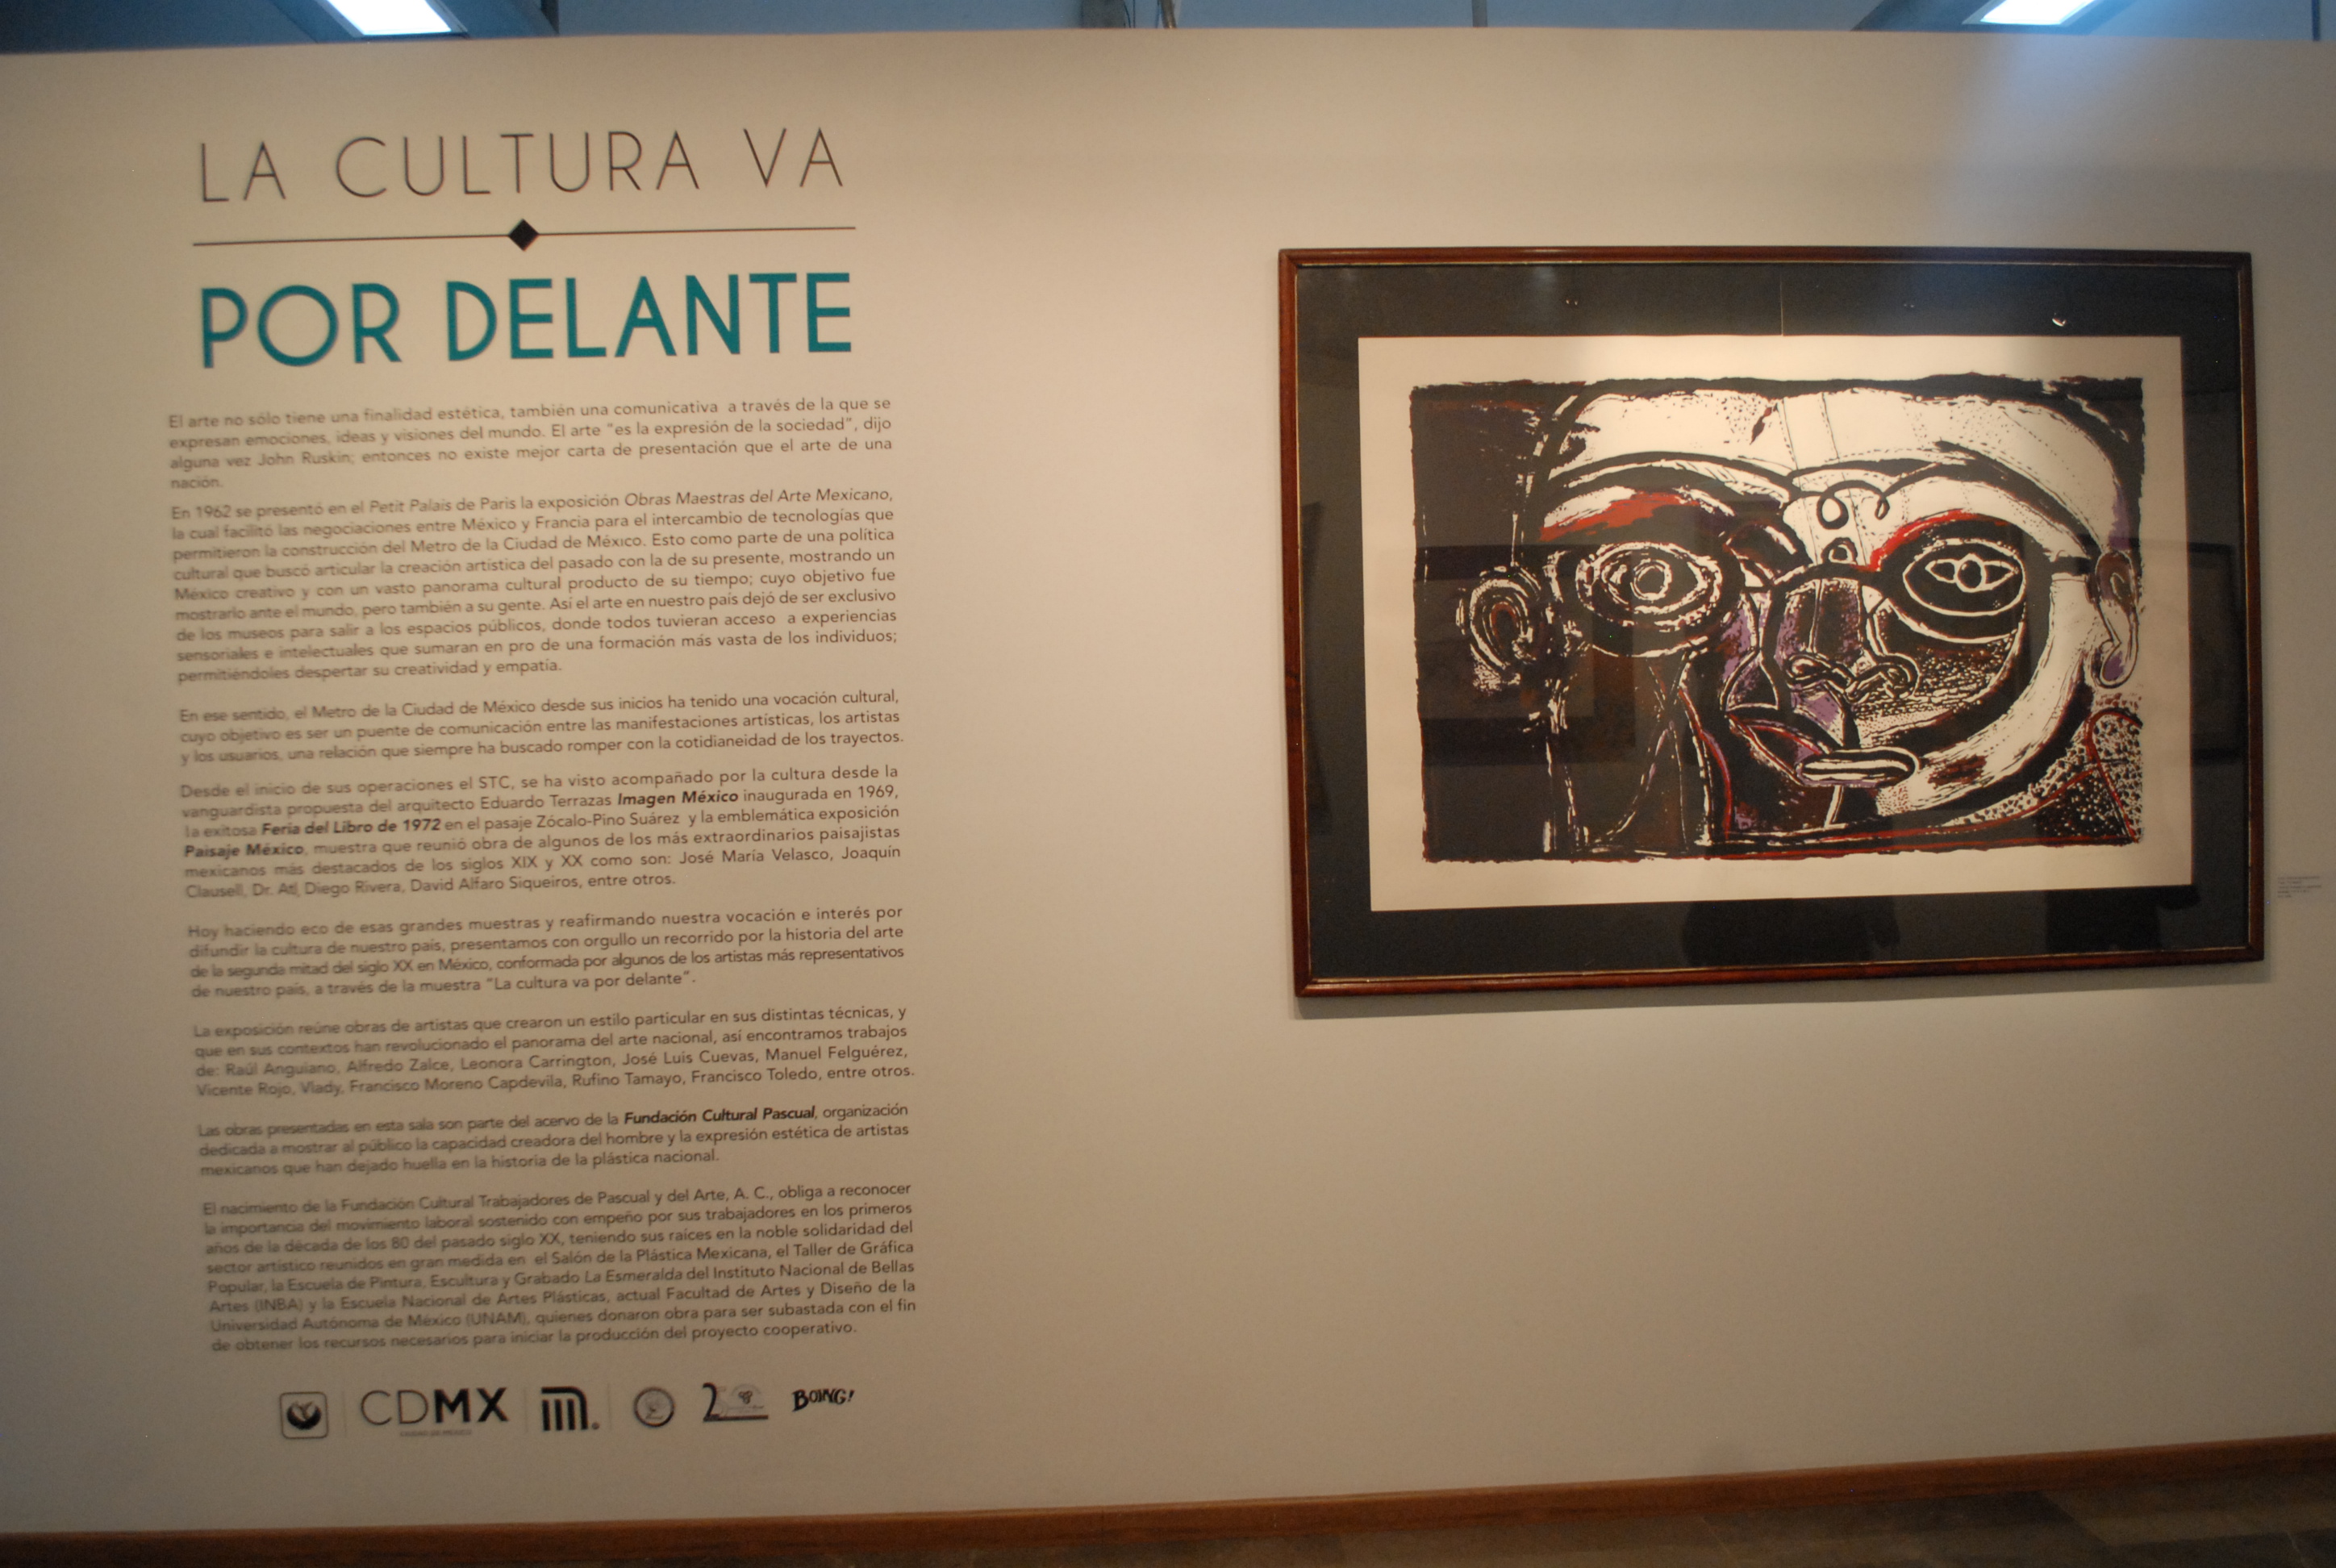 LA CULTURA VA
POR DELANTE
El arte no sólo tiene una finalidad estética, también una comunicativa a través de la que se
expresan emociones, ideas y visiones del mundo. El arte “es la expresión de la sociedad”, dijo
alguna vez John Ruskin; entonces no existe mejor carta de presentación que el arte de una
nación.
En 1962 se presentó en el Petit Palais de Paris la exposición Obras Maestras del Arte Mexicano,
la cual facilitó las negociaciones entre México y Francia para el intercambio de tecnologías que
permitieron la construcción del Metro de la Ciudad de México. Esto como parte de una política
cultural que buscó articular la creación artística del pasado con la de su presente, mostrando un
México creativo y con un vasto panorama cultural producto de su tiempo; cuyo objetivo fue
mostrarlo ante el mundo, pero también a su gente. Así el arte en nuestro país dejó de ser exclusivo
de los museos para salir a los espacios públicos, donde todos tuvieran acceso a experiencias
sensoriales e intelectuales que sumaran en pro de una formación más vasta de los individuos;
permitiéndoles despertar su creatividad y empatía.
En ese sentido, el Metro de la Ciudad de México desde sus inicios ha tenido una vocación cultural,
cuyo objetivo es ser un puente de comunicación entre las manifestaciones artísticas, los artistas
y los usuarios, una relación que siempre ha buscado romper con la cotidianeidad de los trayectos.
Desde el inicio de sus operaciones el STC, se ha visto acompañado por la cultura desde la
vanguardista propuesta del arquitecto Eduardo Terrazas Imagen México inaugurada en 1969,
la exitosa Feria del Libro de 1972 en el pasaje Zócalo-Pino Suárez y la emblemática exposición
Paisaje México, muestra que reunió obra de algunos de los más extraordinarios paisajistas
mexicanos más destacados de los siglos XIX y XX como son: José María Velasco, Joaquín
Clausell, Dr. Atl, Diego Rivera, David Alfaro Siqueiros, entre otros.
Hoy haciendo eco de esas grandes muestras y reafirmando nuestra vocación e interés por
difundir la cultura de nuestro país, presentamos con orgullo un recorrido por la historia del arte
de la segunda mitad del siglo XX en México, conformada por algunos de los artistas más representativos
de nuestro país, a través de la muestra “La cultura va por delante”.
La exposición reúne obras de artistas que crearon un estilo particular en sus distintas técnicas, y
que en sus contextos han revolucionado el panorama del arte nacional, así encontramos trabajos
de: Raúl Anguiano, Alfredo Zalce, Leonora Carrington, José Luis Cuevas, Manuel Felguérez,
Vicente Rojo, Vlady, Francisco Moreno Capdevila, Rufino Tamayo, Francisco Toledo, entre otros.
Las obras presentadas en esta sala son parte del acervo de la Fundación Cultural Pascual, organización
dedicada a mostrar al público la capacidad creadora del hombre y la expresión estética de artistas
mexicanos que han dejado huella en la historia de la plástica nacional.
El nacimiento de la Fundación Cultural Trabajadores de Pascual y del Arte, A. C., obliga a reconocer
la importancia del movimiento laboral sostenido con empeño por sus trabajadores en los primeros
años de la década de los 80 del pasado siglo XX, teniendo sus raíces en la noble solidaridad del
sector artístico reunidos en gran medida en el Salón de la Plástica Mexicana, el Taller de Gráfica
Popular, la Escuela de Pintura, Escultura y Grabado La Esmeralda del Instituto Nacional de Bellas
Artes (INBA) y la Escuela Nacional de Artes Plásticas, actual Facultad de Artes y Diseño de la
Universidad Autónoma de México (UNAM), quienes donaron obra para ser subastada con el fin
de obtener los recursos necesarios para iniciar la producción del proyecto cooperativo.
CDMX
CIUDAD DE MÉXICO
BOING!